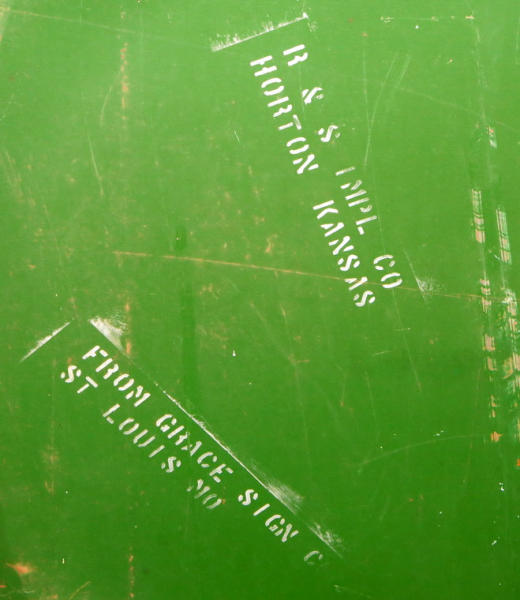 R & S IMPL CO
HORTON KANSAS
FROM GRACE SIGN C
ST LOUIS MO